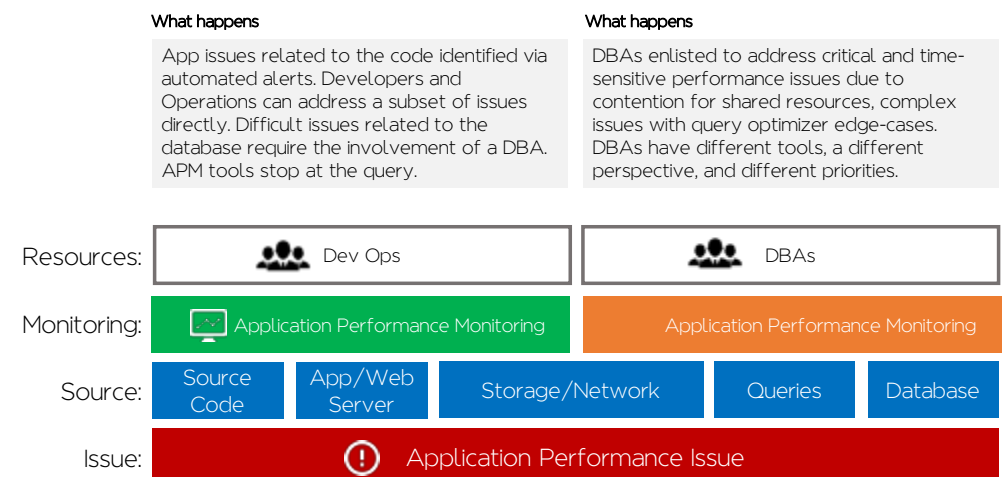 What happens
App issues related to the code identified via
automated alerts. Developers and
Operations can address a subset of issues
directly. Difficult issues related to the
database require the involvement of a DBA.
APM tools stop at the query.
What happens
DBAs enlisted to address critical and time-
sensitive performance issues due to
contention for shared resources, complex
issues with query optimizer edge-cases.
DBAs have different tools, a different
perspective, and different priorities.
Resources:
Dev Ops
DBAs
Monitoring:
Application Performance Monitoring
Application Performance Monitoring
Source:
Source
Code
App/Web
Server
Storage/Network
Queries
Database
Issue:
Application Performance Issue